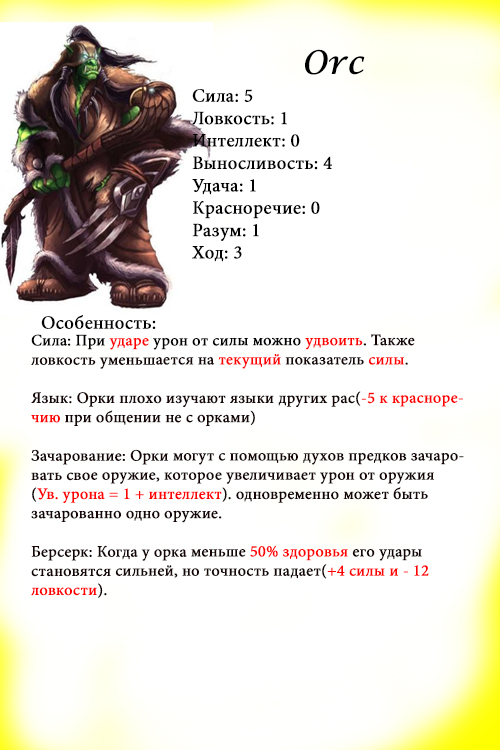 Orc
Сила: 5
Ловкость: 1
Интеллект: 0
Выносливость: 4
Удача: 1
Красноречие: 0
Разум: 1
Ход: 3
Особенность:
Сила: При ударе урон от силы можно удвоить. Также
ловкость уменьшается на текущий показатель силы.
Язык: Орки плохо изучают языки других рас(-5 к красноре-
чию при общении не с орками)
Зачарование: Орки могут с помощью духов предков зачаро-
вать свое оружие, которое увеличивает урон от оружия
(Ув. урона = 1 + интеллект). одновременно может быть
зачарованно одно оружие.
Берсерк: Когда у орка меньше 50% здоровья его удары
становятся сильней, но точность падает(+4 силы и - 12
ловкости).